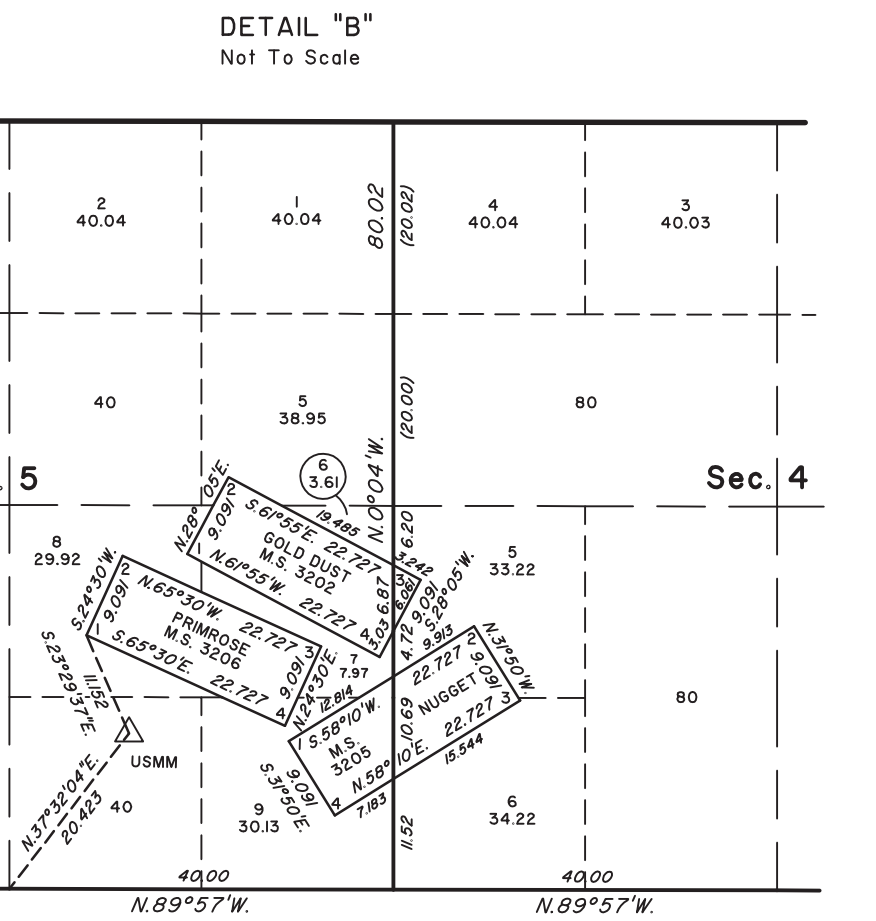 DETAIL "B"
Not To Scale
2
40.04
1
40.04
80.02
(20.02)
4
40.04
3
40.03
40
5
38.95
(20.00)
80
N.0°04'W.
5
Sec. 4
6
3.61
19.485
N.28° 05'E.
2
9.091
1
S.61°55'E. 22.727
GOLD DUST
M.S. 3202
N.61°55'W. 22.727
3
4
6.20
3.242
6.061
6.87
3.03
9.091
S.28°05'W.
4.72
5
33.22
8
29.92
S.24°30'W.
2
9.091
1
N.65°30'W. 22.727
PRIMROSE
M.S. 3206
S.65°30'E. 22.727
3
9.091
4
N.24°30'E.
7
7.97
12.814
9.913
2
22.727
N.31°50'W.
9.091
3
NUGGET
1
S.58°10'W.
M.S.
3205
10.69
N.58° 10'E. 22.727
4
15.544
7.183
9.091
S.31°50'E.
80
S.23°29'37"E.
11.152
USMM
N.37°32'04"E.
20.423
40
9
30.13
11.52
6
34.22
40.00
N.89°57'W.
40.00
N.89°57'W.